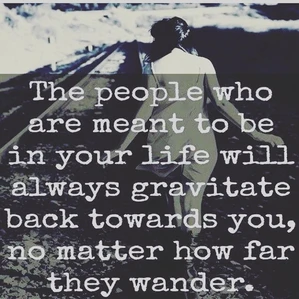 The people who
are meant to be
in your life will
always gravitate
back towards you,
no matter how far
they wander.